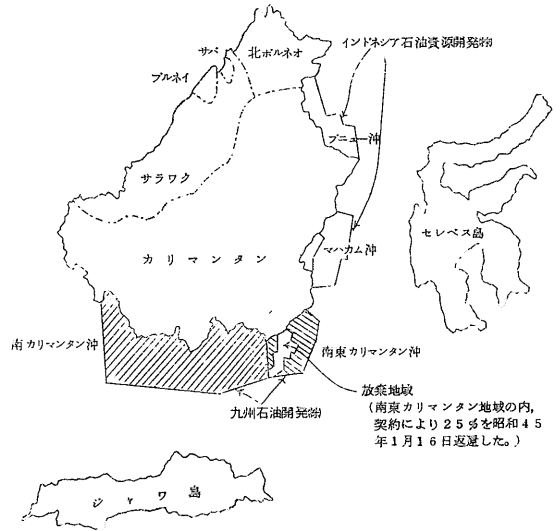 サバ
北ボルネオ
インドネシア石油資源開発㈱
ブルネイ
ブニュー沖
サラワク
セレベス島
カリマンタン
マハカム沖
南カリマンタン沖
南東カリマンタン沖
放棄地域
(南東カリマンタン地域の内,
契約により25%を昭和45
年1月16日返還した。)
九州石油開発㈱
ジャワ島